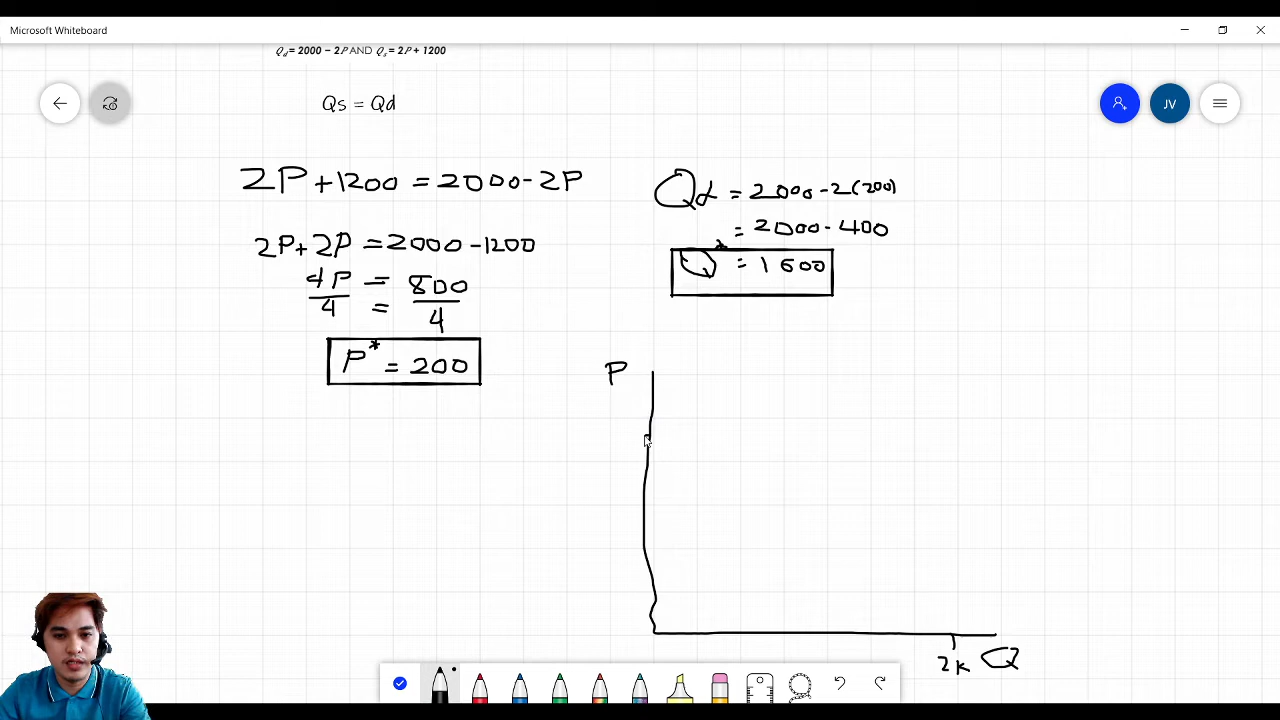 Microsoft Whiteboard
Qd = 2000 – 2P AND Qs = 2P + 1200
Qs = Qd
JV
2P+1200 = 2000-2P
2P+2P = 2000-1200
4P/4 = 800/4
=
P* = 200
Qd = 2000-2(200)
= 2000-400
Q* = 1600
P
2k Q